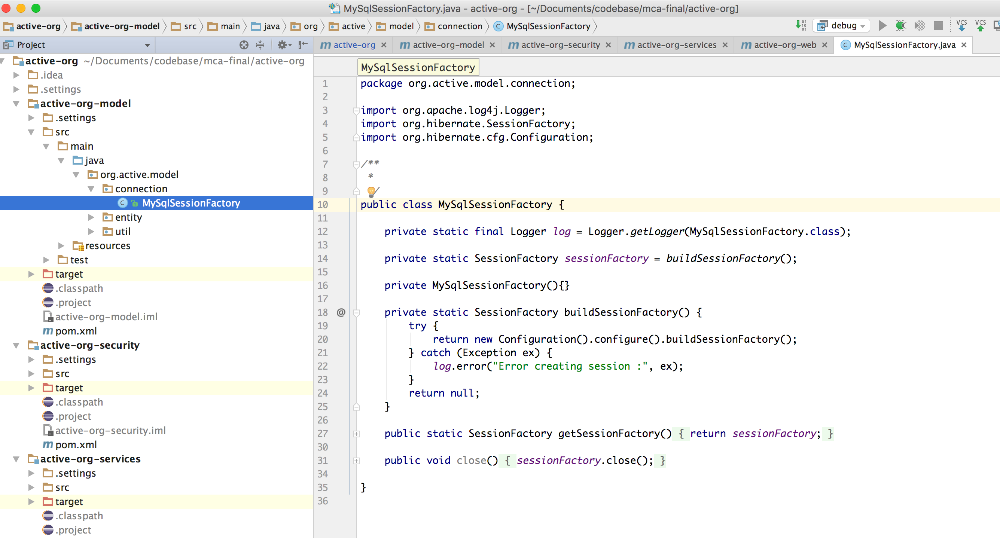 MySqlSessionFactory.java - active-org - [~/Documents/codebase/mca-final/active-org]
active-org active-org-model src main java org active model connection MySqlSessionFactory debug VCS VCS
Project
active-org active-org-model active-org-security active-org-services active-org-web MySqlSessionFactory.java
active-org ~/Documents/codebase/mca-final/active-org
.idea
.settings
active-org-model
.settings
src
main
java
org.active.model
connection
MySqlSessionFactory
entity
util
resources
test
target
.classpath
.project
active-org-model.iml
pom.xml
active-org-security
.settings
src
target
.classpath
.project
active-org-security.iml
pom.xml
active-org-services
.settings
src
target
.classpath
.project
MySqlSessionFactory
1 package org.active.model.connection;
2
3 import org.apache.log4j.Logger;
4 import org.hibernate.SessionFactory;
5 import org.hibernate.cfg.Configuration;
6
7 /**
8 *
9 /
10 public class MySqlSessionFactory {
11
12 private static final Logger log = Logger.getLogger(MySqlSessionFactory.class);
13
14 private static SessionFactory sessionFactory = buildSessionFactory();
15
16 private MySqlSessionFactory(){}
17
18 @ private static SessionFactory buildSessionFactory() {
19 try {
20 return new Configuration().configure().buildSessionFactory();
21 } catch (Exception ex) {
22 log.error("Error creating session :", ex);
23 }
24 return null;
25 }
26
27 public static SessionFactory getSessionFactory() { return sessionFactory; }
30
31 public void close() { sessionFactory.close(); }
34
35 }
36